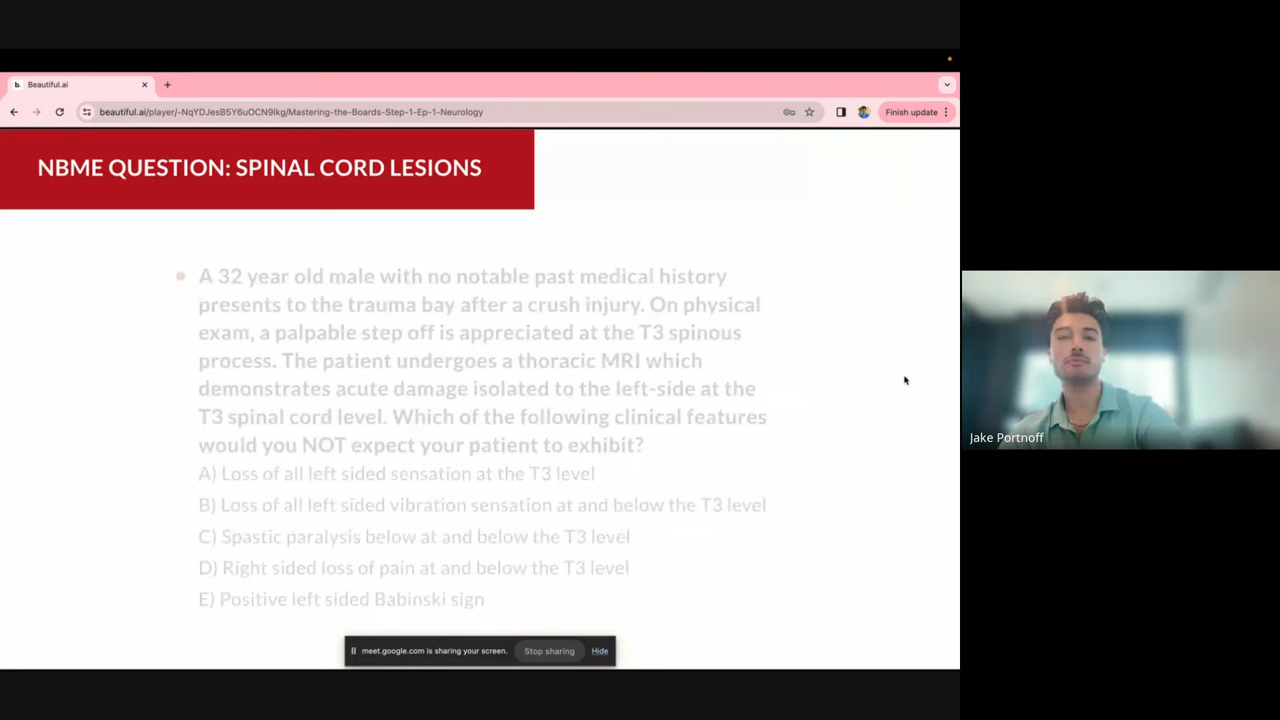 Beautiful.ai
beautiful.ai/player/-NqYDJesB5Y6uOCN9lkg/Mastering-the-Boards-Step-1-Ep-1-Neurology
Finish update
NBME QUESTION: SPINAL CORD LESIONS
A 32 year old male with no notable past medical history
presents to the trauma bay after a crush injury. On physical
exam, a palpable step off is appreciated at the T3 spinous
process. The patient undergoes a thoracic MRI which
demonstrates acute damage isolated to the left-side at the
T3 spinal cord level. Which of the following clinical features
would you NOT expect your patient to exhibit?
A) Loss of all left sided sensation at the T3 level
B) Loss of all left sided vibration sensation at and below the T3 level
C) Spastic paralysis below at and below the T3 level
D) Right sided loss of pain at and below the T3 level
E) Positive left sided Babinski sign
meet.google.com is sharing your screen.
Stop sharing
Hide
Jake Portnoff